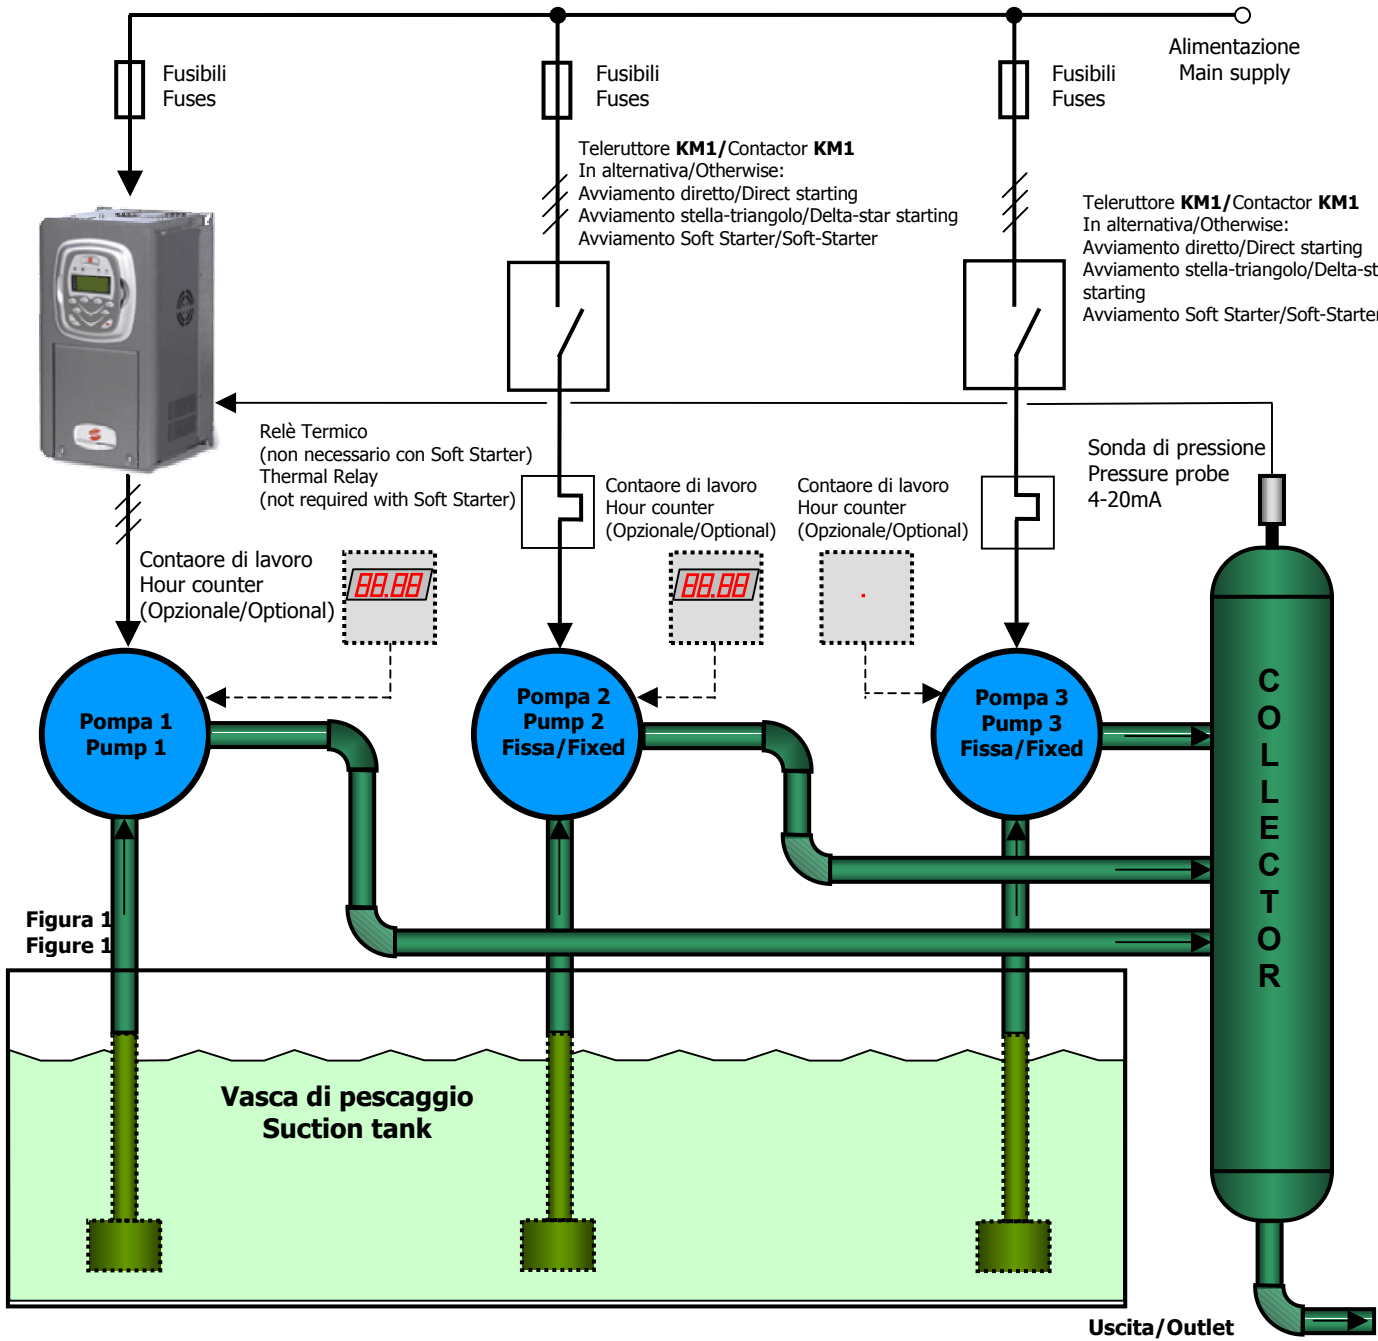 Alimentazione
Main supply
Fusibili
Fuses
Fusibili
Fuses
Fusibili
Fuses
Teleruttore KM1/Contactor KM1
In alternativa/Otherwise:
Avviamento diretto/Direct starting
Avviamento stella-triangolo/Delta-star starting
Avviamento Soft Starter/Soft-Starter
Teleruttore KM1/Contactor KM1
In alternativa/Otherwise:
Avviamento diretto/Direct starting
Avviamento stella-triangolo/Delta-st
starting
Avviamento Soft Starter/Soft-Starter
Relè Termico
(non necessario con Soft Starter)
Thermal Relay
(not required with Soft Starter)
Sonda di pressione
Pressure probe
4-20mA
Contaore di lavoro
Hour counter
(Opzionale/Optional)
Contaore di lavoro
Hour counter
(Opzionale/Optional)
Contaore di lavoro
Hour counter
(Opzionale/Optional)
88.88
88.88
Pompa 1
Pump 1
Pompa 2
Pump 2
Fissa/Fixed
Pompa 3
Pump 3
Fissa/Fixed
COLLECTOR
Figura 1
Figure 1
Vasca di pescaggio
Suction tank
Uscita/Outlet